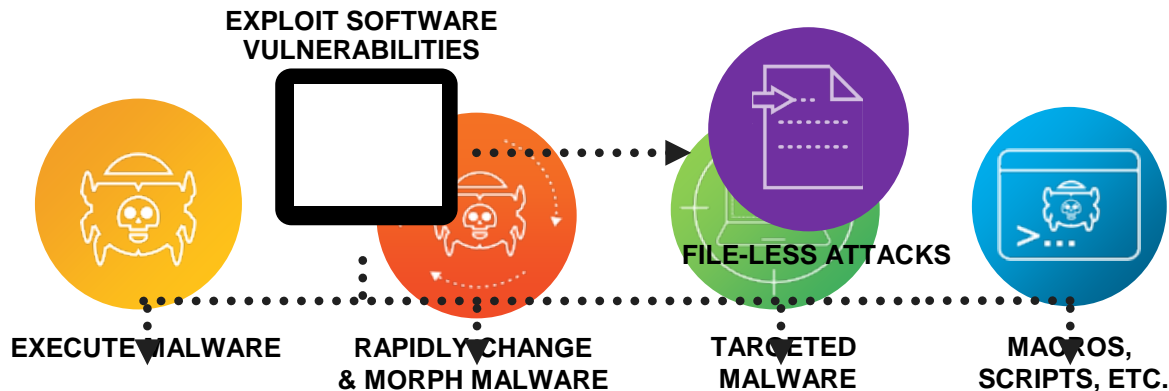 EXPLOIT SOFTWARE
VULNERABILITIES
FILE-LESS ATTACKS
>...
EXECUTE MALWARE
RAPIDLY CHANGE
& MORPH MALWARE
TARGETED
MALWARE
MACROS,
SCRIPTS, ETC.